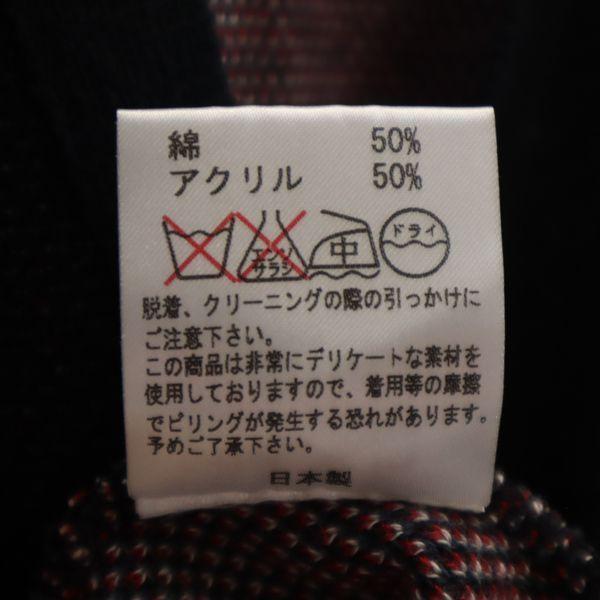 綿 50%
アクリル 50%
エンソ
サラシ
中
ドライ
脱着、クリーニングの際の引っかけに
ご注意下さい。
この商品は非常にデリケートな素材を
使用しておりますので、着用等の摩擦
でピリングが発生する恐れがあります。
予めご了承下さい。
日本製